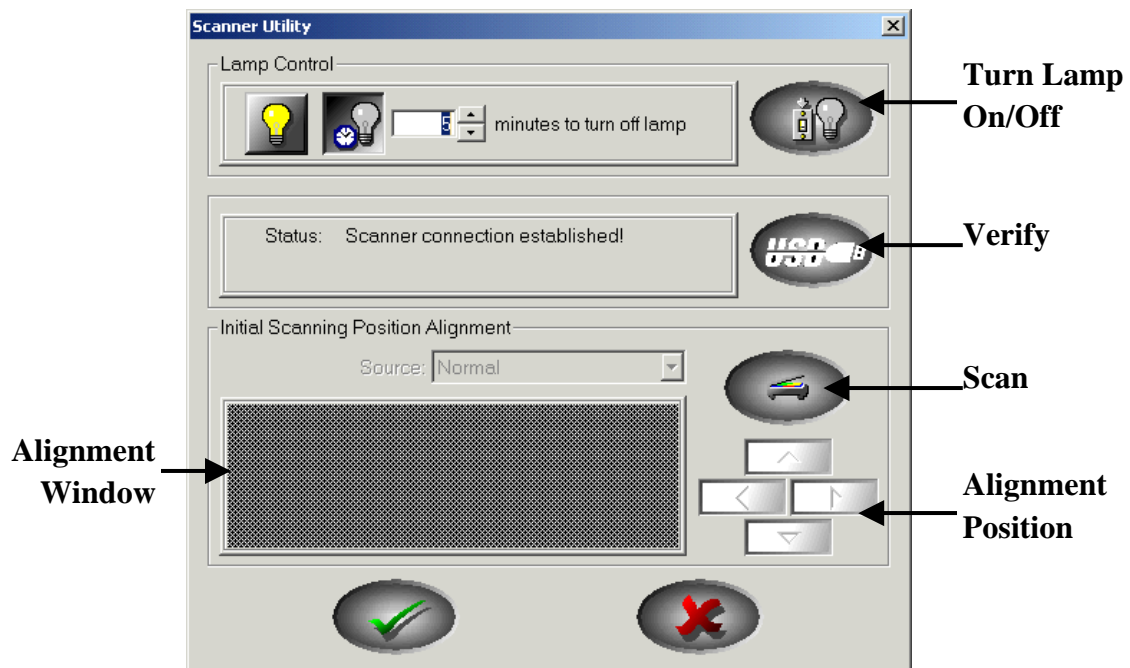 Scanner Utility
Lamp Control
5 minutes to turn off lamp
Turn Lamp
On/Off
Status: Scanner connection established!
USB
Verify
Initial Scanning Position Alignment
Source: Normal
Scan
Alignment
Window
Alignment
Position